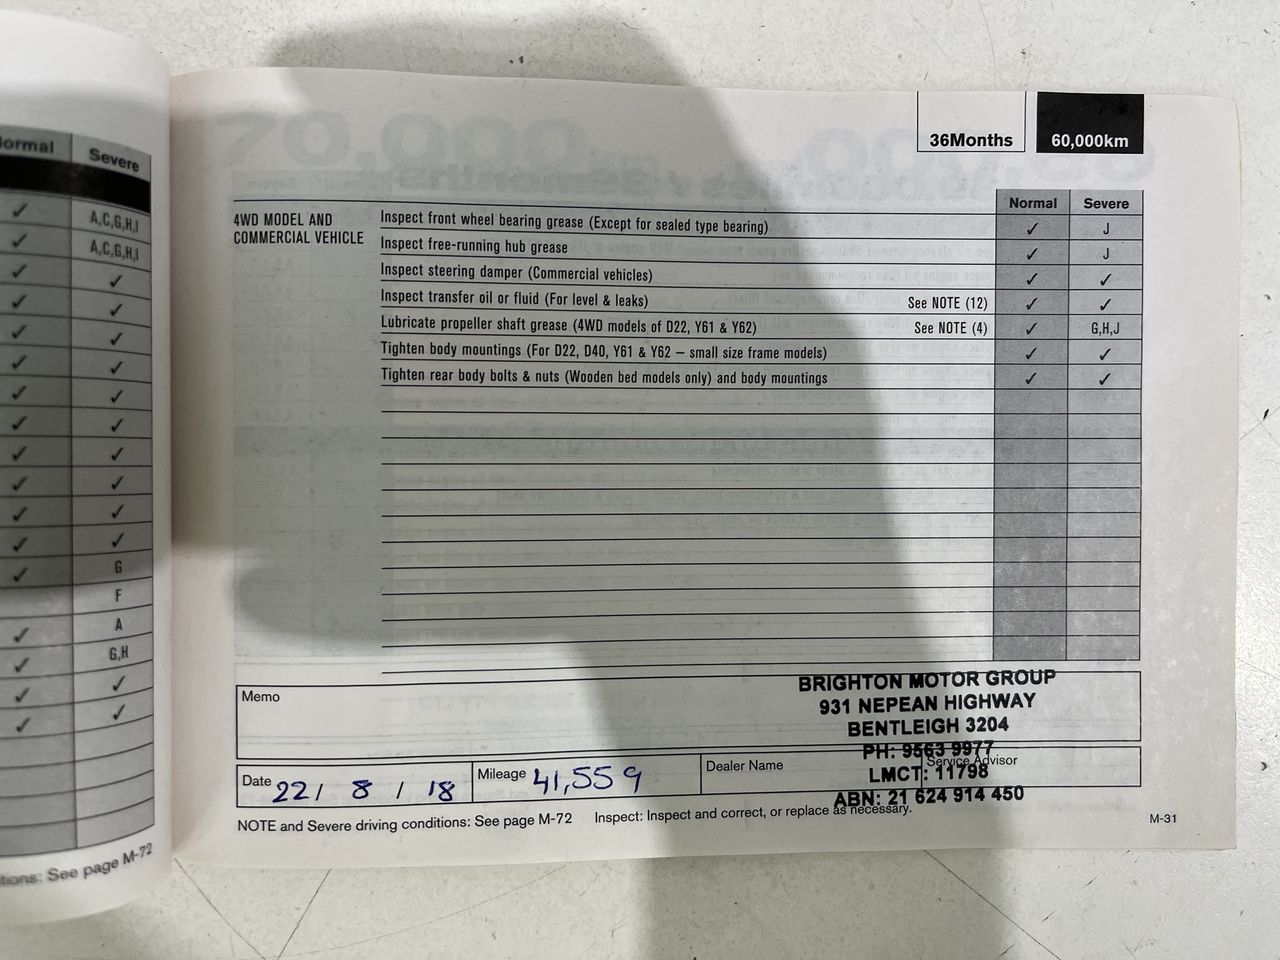 ormal Severe
✓ A,C,G,H,I
✓ A,C,G,H,I
✓ ✓
✓ ✓
✓ ✓
✓ ✓
✓ ✓
✓ ✓
✓ ✓
✓ ✓
✓ ✓
✓ ✓
✓ G
F
✓ A
✓ G,H
✓ ✓
✓ ✓
tions: See page M-72
36Months 60,000km
Normal Severe
4WD MODEL AND
COMMERCIAL VEHICLE
Inspect front wheel bearing grease (Except for sealed type bearing) ✓ J
Inspect free-running hub grease ✓ J
Inspect steering damper (Commercial vehicles) ✓ ✓
Inspect transfer oil or fluid (For level & leaks) See NOTE (12) ✓ ✓
Lubricate propeller shaft grease (4WD models of D22, Y61 & Y62) See NOTE (4) ✓ G,H,J
Tighten body mountings (For D22, D40, Y61 & Y62 – small size frame models) ✓ ✓
Tighten rear body bolts & nuts (Wooden bed models only) and body mountings ✓ ✓
Memo
BRIGHTON MOTOR GROUP
931 NEPEAN HIGHWAY
BENTLEIGH 3204
PH: 9563 9977
LMCT: 11798
ABN: 21 624 914 450
Date 22 / 8 / 18 Mileage 41,559 Dealer Name Service Advisor
NOTE and Severe driving conditions: See page M-72 Inspect: Inspect and correct, or replace as necessary.
M-31